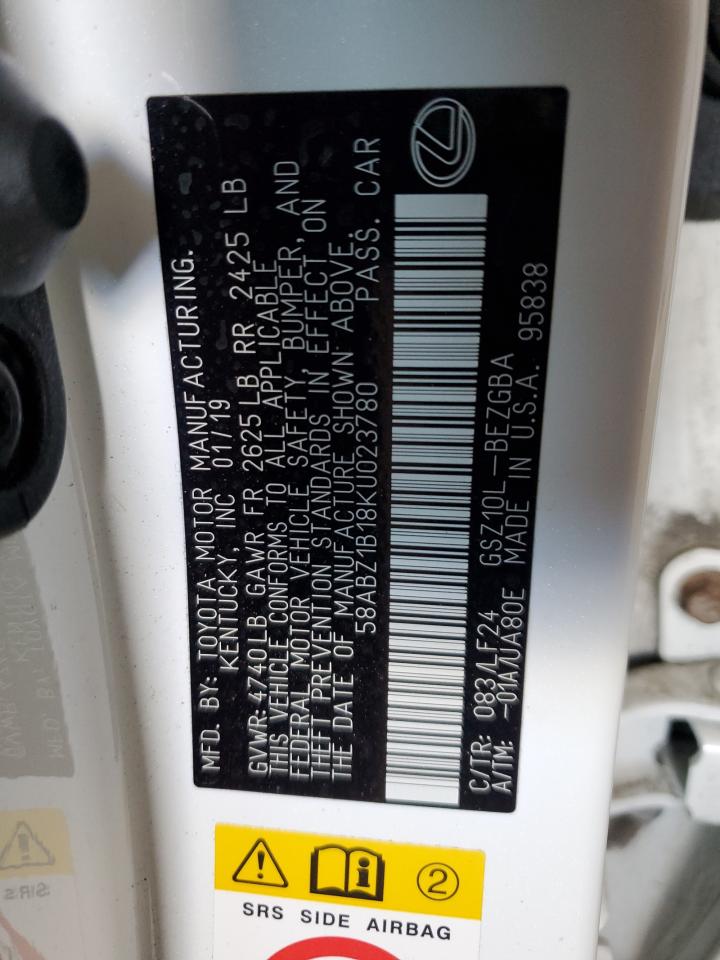 MFD. BY: TOYOTA MOTOR MANUFACTURING.
KENTUCKY, INC 01/19
GVWR: 4740LB GAWR FR 2625LB RR 2425 LB
THIS VEHICLE CONFORMS TO ALL APPLICABLE
FEDERAL MOTOR VEHICLE SAFETY, BUMPER, AND
THEFT PREVENTION STANDARDS IN EFFECT ON
THE DATE OF MANUFACTURE SHOWN ABOVE.
58ABZ1B18KU023780 PASS. CAR
C/TR: 083/LF24 GSZ10L-BEZGBA
A/TM: -01A/UA80E MADE IN U.S.A. 95838
2
SRS SIDE AIRBAG